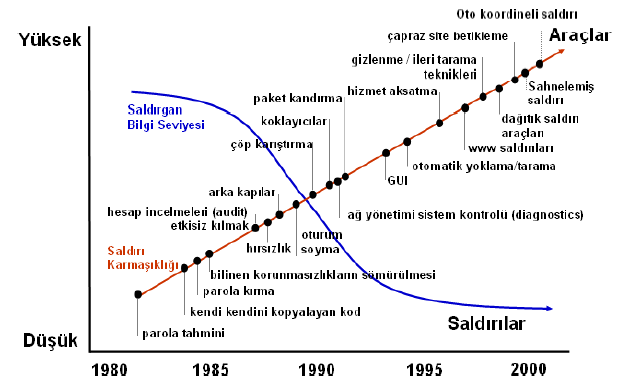 Oto koordineli saldırı
Yüksek
çapraz site betikleme
Araçlar
gizlenme / ileri tarama
teknikleri
Sahnelemiş
saldırı
hizmet aksatma
paket kandırma
Saldırgan
Bilgi Seviyesi
koklayıcılar
dağıtık saldırı
araçları
çöp karıştırma
www saldırıları
otomatik yoklama/tarama
GUI
arka kapılar
hesap incelmeleri (audit)
etkisiz kılmak
ağ yönetimi sistem kontrolü (diagnostics)
oturum
soyma
hırsızlık
Saldırı
Karmaşıklığı
bilinen korunmasızlıkların sömürülmesi
parola kırma
kendi kendini kopyalayan kod
Saldırılar
parola tahmini
Düşük
1980
1985
1990
1995
2000